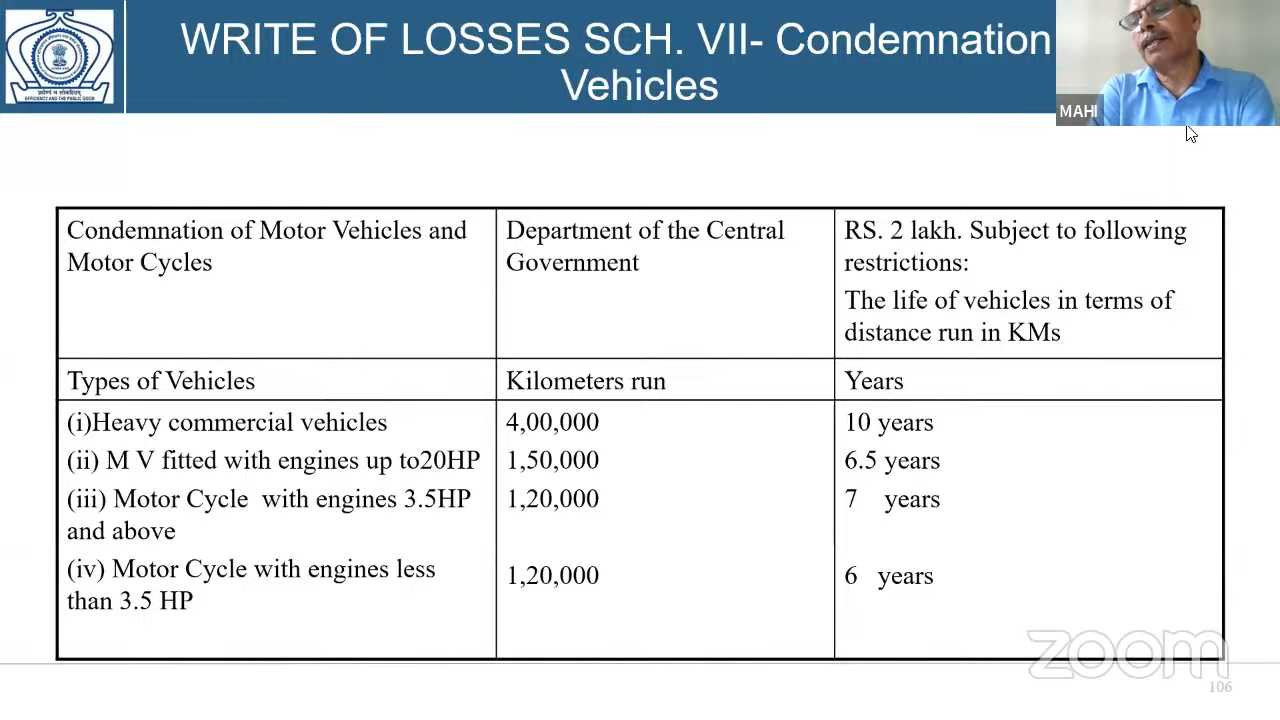 WRITE OF LOSSES SCH. VII- Condemnation
Vehicles
EFFICIENCY AND THE PUBLIC GOOD
MAHI
Condemnation of Motor Vehicles and
Motor Cycles
Department of the Central
Government
RS. 2 lakh. Subject to following
restrictions:
The life of vehicles in terms of
distance run in KMs
Types of Vehicles
Kilometers run
Years
(i)Heavy commercial vehicles
4,00,000
10 years
(ii) M V fitted with engines up to20HP
1,50,000
6.5 years
(iii) Motor Cycle with engines 3.5HP
and above
1,20,000
7 years
(iv) Motor Cycle with engines less
than 3.5 HP
1,20,000
6 years
zoom
106